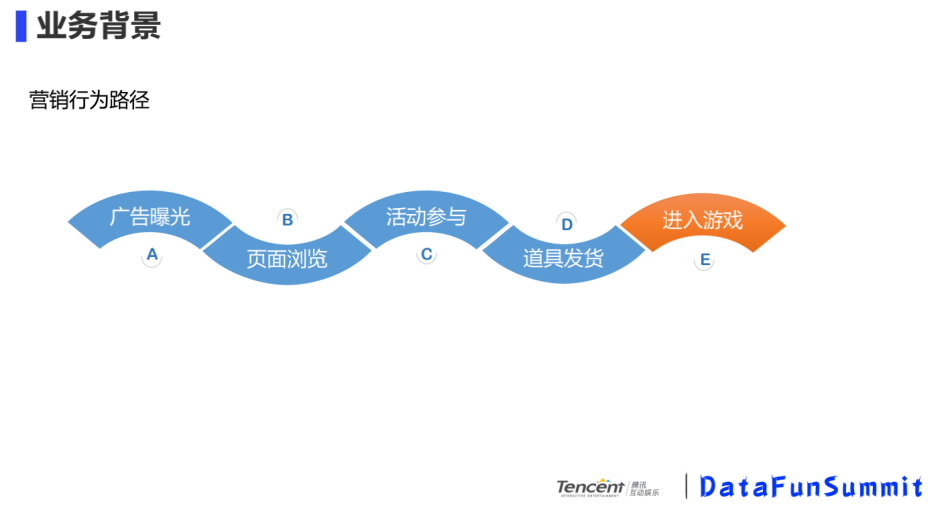 业务背景
营销行为路径
广告曝光
A
B
页面浏览
活动参与
C
D
道具发货
进入游戏
E
Tencent 腾讯
INTERACTIVE ENTERTAINMENT 互动娱乐
DataFunSummit